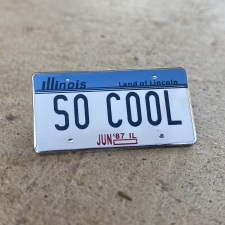 Illinois Land of Lincoln
SO COOL
JUN '87 IL